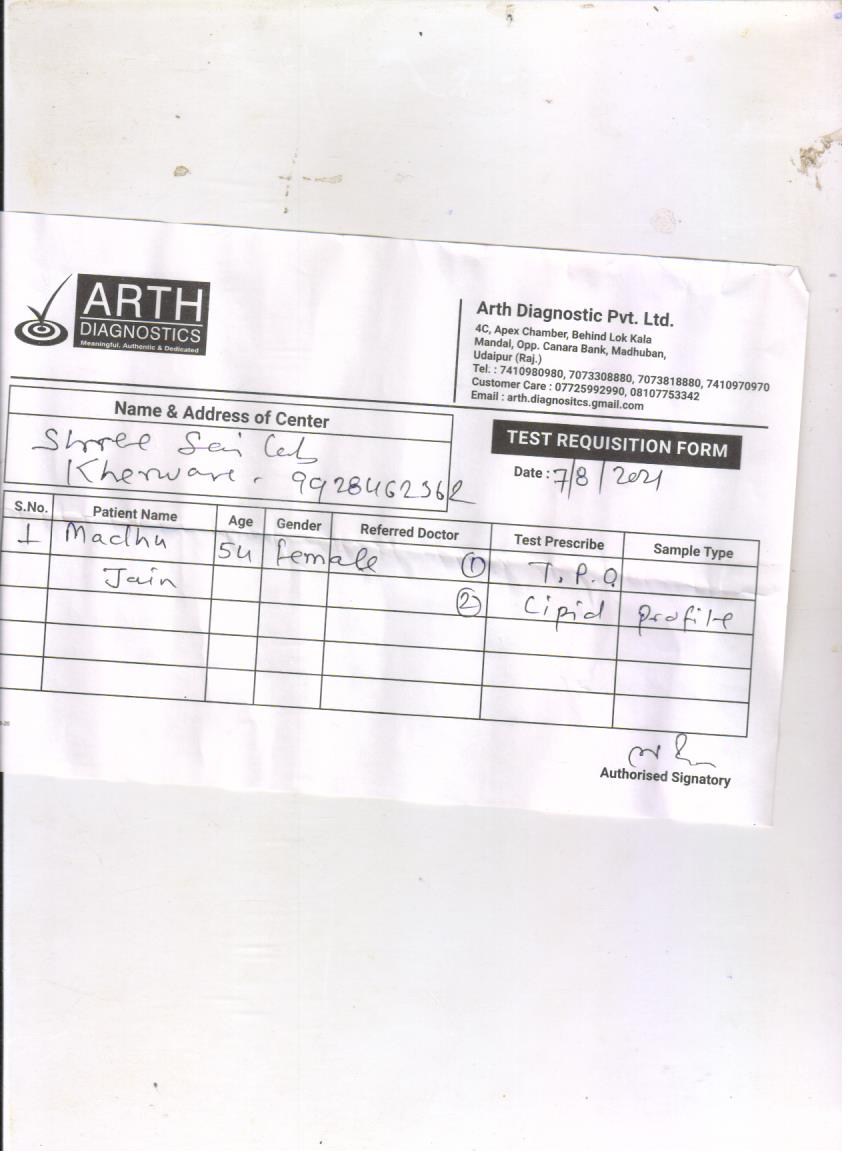 ARTH
DIAGNOSTICS
Meaningful, Authentic & Dedicated
Arth Diagnostic Pvt. Ltd.
4C, Apex Chamber, Behind Lok Kala
Mandal, Opp. Canara Bank, Madhuban,
Udaipur (Raj.)
Tel. : 7410980980, 7073308880, 7073818880, 7410970970
Customer Care : 07725992990, 08107753342
Email : arth.diagnositcs.gmail.com
Name & Address of Center
Shree Sai Lab
Kherwara . 9928462362
TEST REQUISITION FORM
Date : 7/8/2021
S.No. Patient Name Age Gender Referred Doctor Test Prescribe Sample Type
1 Madhu 54 female ① T.P.O
Jain ② Lipid profile
Authorised Signatory